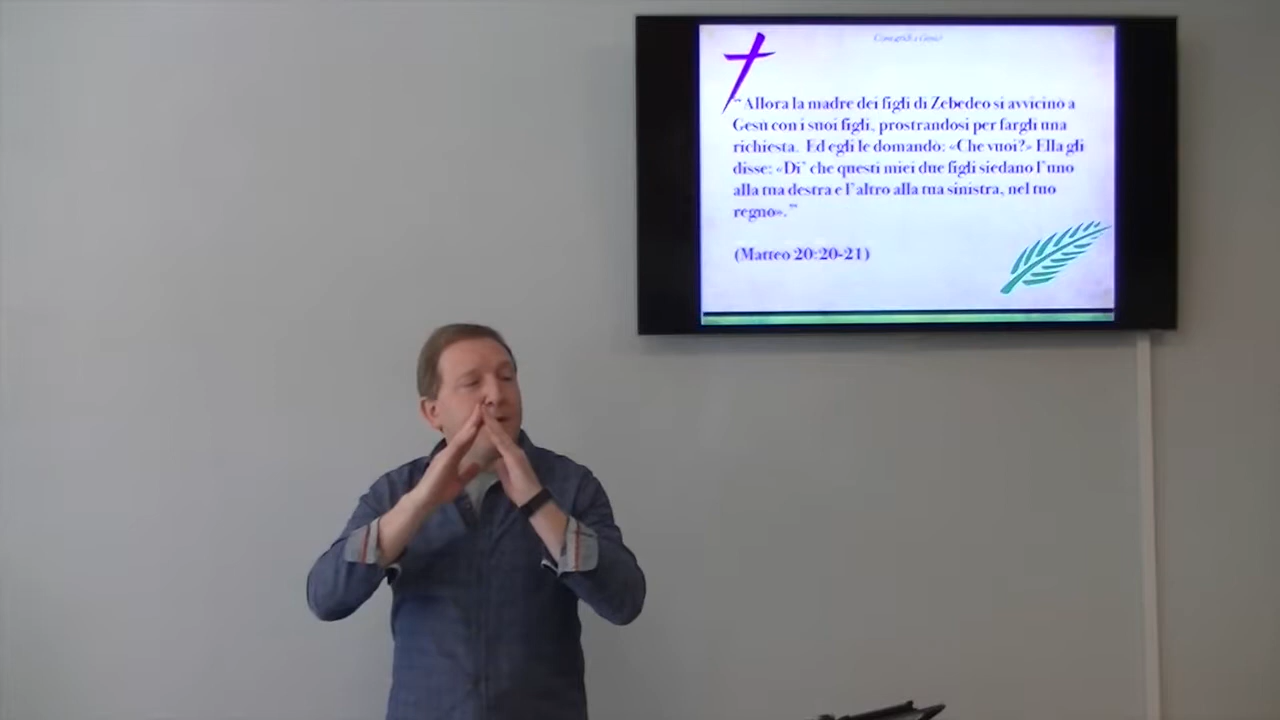 “Allora la madre dei figli di Zebedeo si avvicinò a
Gesù con i suoi figli, prostrandosi per fargli una
richiesta. Ed egli le domandò: «Che vuoi?» Ella gli
disse: «Di’ che questi miei due figli siedano l’uno
alla tua destra e l’altro alla tua sinistra, nel tuo
regno».”
(Matteo 20:20-21)